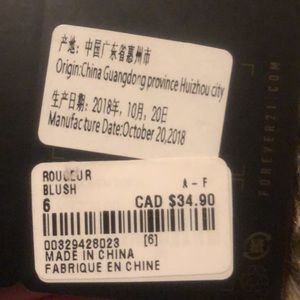 产地：中国广东省惠州市
Origin:China Guangdong province Huizhou city
生产日期：2018年，10月，20日
Manufacture Date:October 20,2018
FOREVER21.COM
ROUGEUR
BLUSH
A - F
6
CAD $34.90
00329428023
[6]
MADE IN CHINA
FABRIQUE EN CHINE